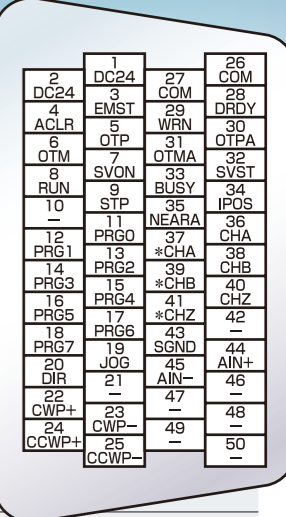 1 DC24
2 DC24
3 EMST
4 ACLR
5 OTP
6 OTM
7 SVON
8 RUN
9 STP
10 –
11 PRG0
12 PRG1
13 PRG2
14 PRG3
15 PRG4
16 PRG5
17 PRG6
18 PRG7
19 JOG
20 DIR
21 –
22 CWP+
23 CWP–
24 CCWP+
25 CCWP–
26 COM
27 COM
28 DRDY
29 WRN
30 OTPA
31 OTMA
32 SVST
33 BUSY
34 IPOS
35 NEARA
36 CHA
37 *CHA
38 CHB
39 *CHB
40 CHZ
41 *CHZ
42 –
43 SGND
44 AIN+
45 AIN–
46 –
47 –
48 –
49 –
50 –